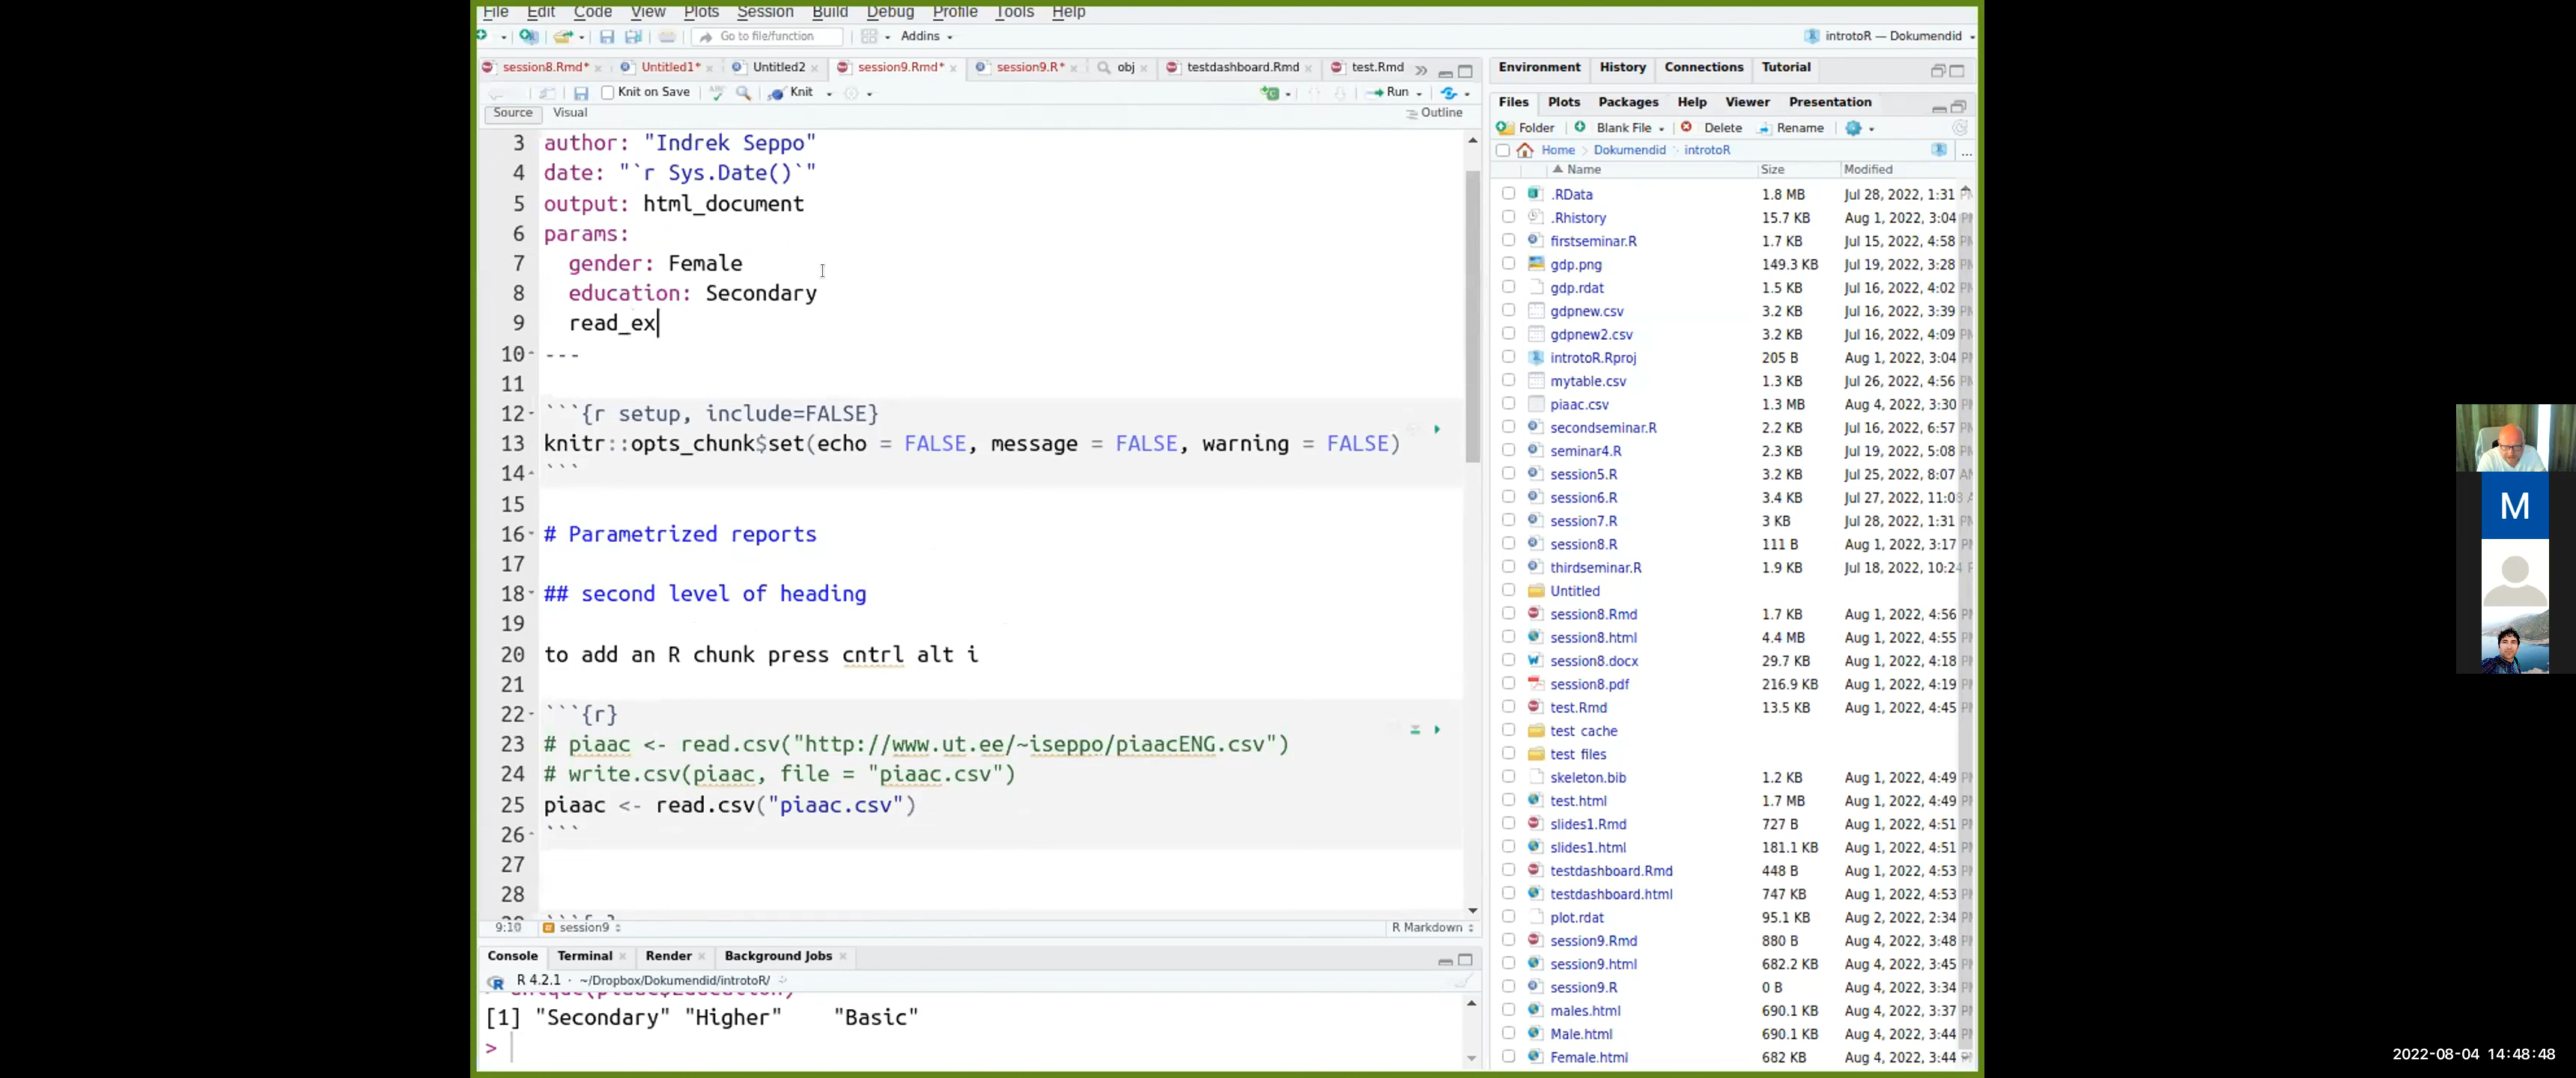 File Edit Code View Plots Session Build Debug Profile Tools Help
Go to file/function Addins introtoR — Dokumendid
session8.Rmd* Untitled1* Untitled2 session9.Rmd* session9.R* obj testdashboard.Rmd test.Rmd
Knit on Save Knit Run
Source Visual Outline
3 author: "Indrek Seppo"
4 date: "`r Sys.Date()`"
5 output: html_document
6 params:
7 gender: Female
8 education: Secondary
9 read_ex
10 ---
11
12 ```{r setup, include=FALSE}
13 knitr::opts_chunk$set(echo = FALSE, message = FALSE, warning = FALSE)
14 ```
15
16 # Parametrized reports
17
18 ## second level of heading
19
20 to add an R chunk press cntrl alt i
21
22 ```{r}
23 # piaac <- read.csv("http://www.ut.ee/~iseppo/piaacENG.csv")
24 # write.csv(piaac, file = "piaac.csv")
25 piaac <- read.csv("piaac.csv")
26 ```
27
28
9:10 session9 R Markdown
Console Terminal Render Background Jobs
R 4.2.1 · ~/Dropbox/Dokumendid/introtoR/
[1] "Secondary" "Higher" "Basic"
>
Environment History Connections Tutorial
Files Plots Packages Help Viewer Presentation
Folder Blank File Delete Rename
Home Dokumendid introtoR ...
Name Size Modified
.RData 1.8 MB Jul 28, 2022, 1:31
.Rhistory 15.7 KB Aug 1, 2022, 3:04
firstseminar.R 1.7 KB Jul 15, 2022, 4:58
gdp.png 149.3 KB Jul 19, 2022, 3:28
gdp.rdat 1.5 KB Jul 16, 2022, 4:02
gdpnew.csv 3.2 KB Jul 16, 2022, 3:39
gdpnew2.csv 3.2 KB Jul 16, 2022, 4:09
introtoR.Rproj 205 B Aug 1, 2022, 3:04
mytable.csv 1.3 KB Jul 26, 2022, 4:56
piaac.csv 1.3 MB Aug 4, 2022, 3:30
secondseminar.R 2.2 KB Jul 16, 2022, 6:57
seminar4.R 2.3 KB Jul 19, 2022, 5:08
session5.R 3.2 KB Jul 25, 2022, 8:07
session6.R 3.4 KB Jul 27, 2022, 11:08
session7.R 3 KB Jul 28, 2022, 1:31
session8.R 111 B Aug 1, 2022, 3:17
thirdseminar.R 1.9 KB Jul 18, 2022, 10:24
Untitled
session8.Rmd 1.7 KB Aug 1, 2022, 4:56
session8.html 4.4 MB Aug 1, 2022, 4:55
session8.docx 29.7 KB Aug 1, 2022, 4:18
session8.pdf 216.9 KB Aug 1, 2022, 4:19
test.Rmd 13.5 KB Aug 1, 2022, 4:45
test cache
test files
skeleton.bib 1.2 KB Aug 1, 2022, 4:49
test.html 1.7 MB Aug 1, 2022, 4:49
slides1.Rmd 727 B Aug 1, 2022, 4:51
slides1.html 181.1 KB Aug 1, 2022, 4:51
testdashboard.Rmd 448 B Aug 1, 2022, 4:53
testdashboard.html 747 KB Aug 1, 2022, 4:53
plot.rdat 95.1 KB Aug 2, 2022, 2:34
session9.Rmd 880 B Aug 4, 2022, 3:48
session9.html 682.2 KB Aug 4, 2022, 3:45
session9.R 0 B Aug 4, 2022, 3:34
males.html 690.1 KB Aug 4, 2022, 3:37
Male.html 690.1 KB Aug 4, 2022, 3:44
Female.html 682 KB Aug 4, 2022, 3:44
M
2022-08-04 14:48:48